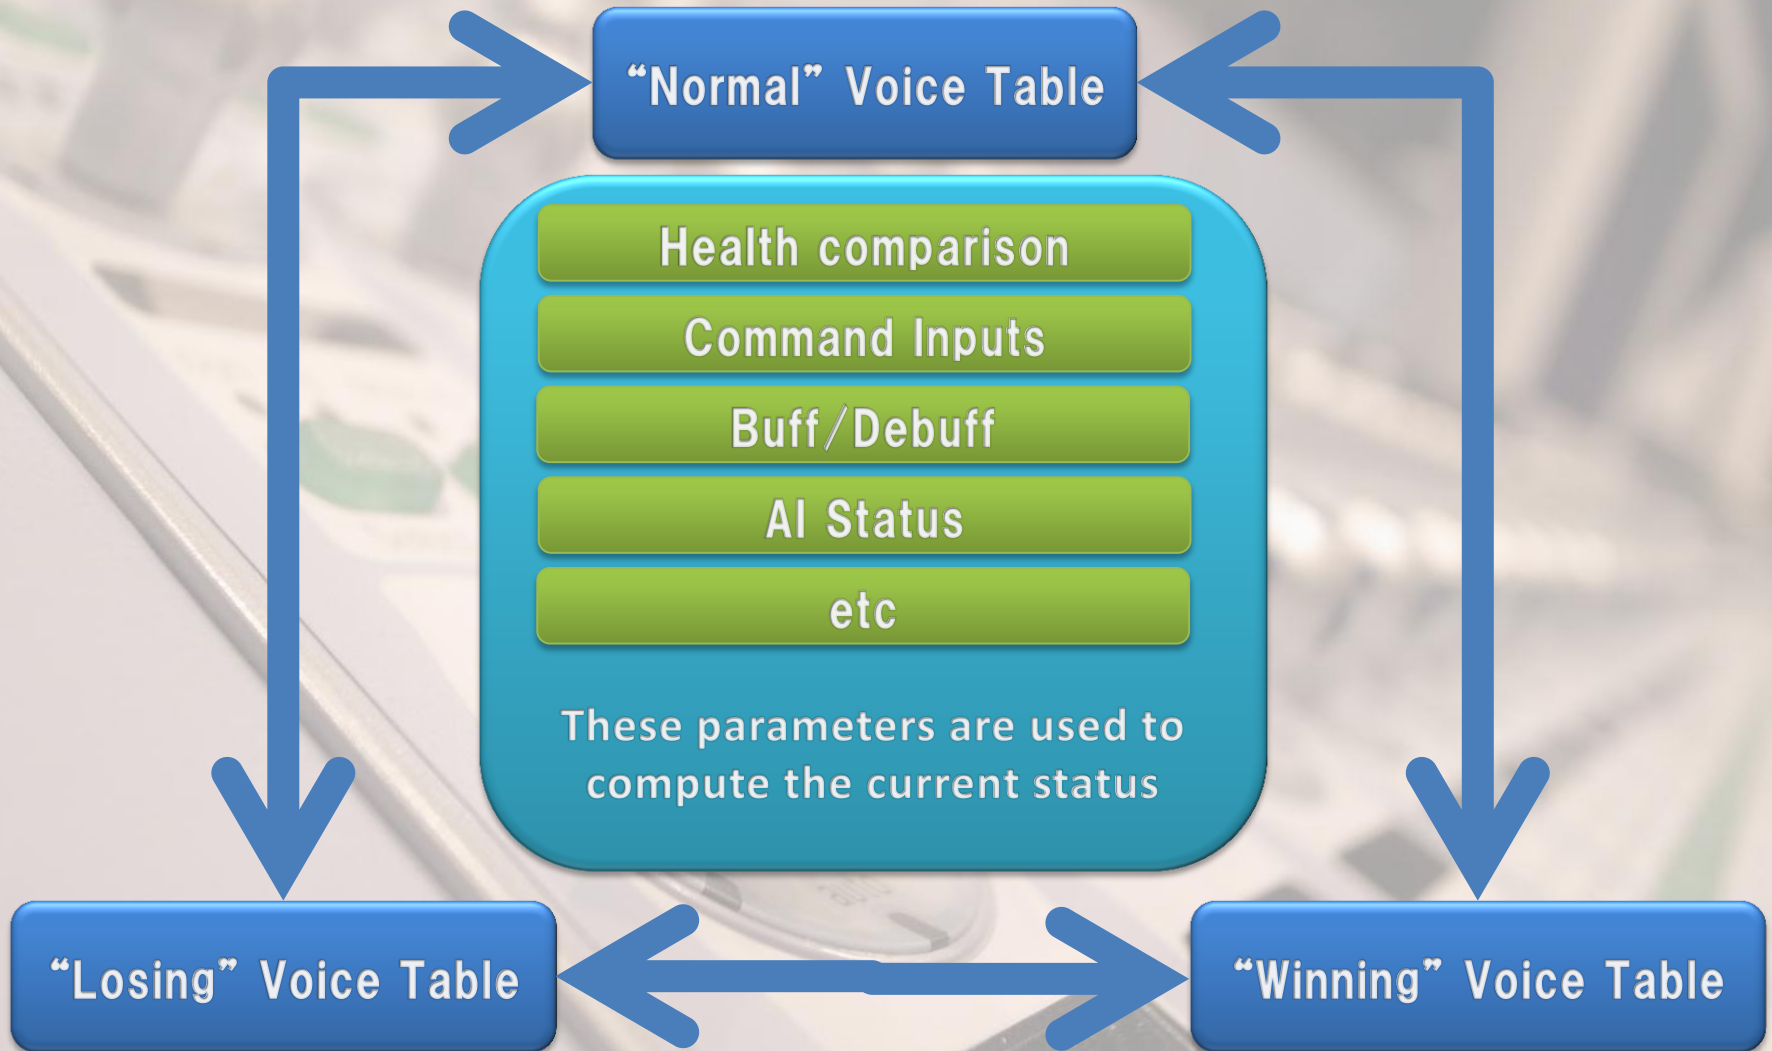 “Normal” Voice Table
Health comparison
Command Inputs
Buff/Debuff
AI Status
etc
These parameters are used to
compute the current status
“Losing” Voice Table
“Winning” Voice Table